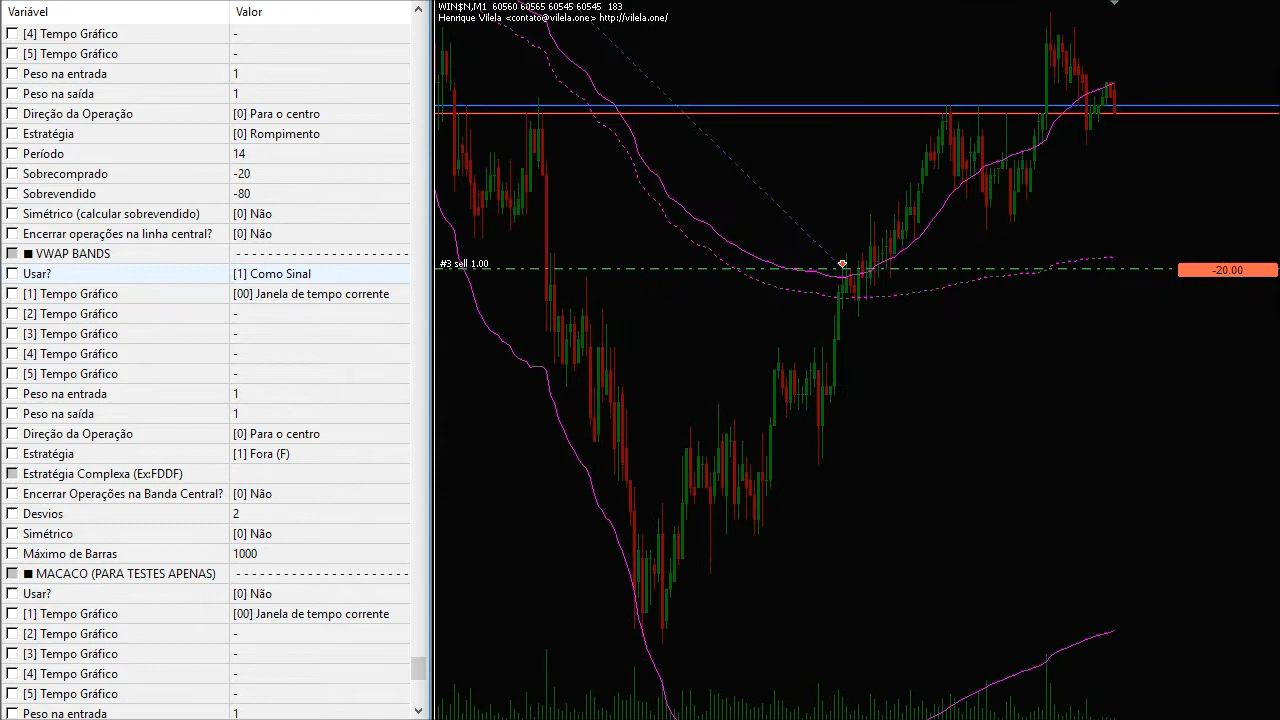 Variável Valor
[4] Tempo Gráfico -
[5] Tempo Gráfico -
Peso na entrada 1
Peso na saída 1
Direção da Operação [0] Para o centro
Estratégia [0] Rompimento
Período 14
Sobrecomprado -20
Sobrevendido -80
Simétrico (calcular sobrevendido) [0] Não
Encerrar operações na linha central? [0] Não
■ VWAP BANDS - - - - - - - - - - - - - - - - - - - - - -
Usar? [1] Como Sinal
[1] Tempo Gráfico [00] Janela de tempo corrente
[2] Tempo Gráfico -
[3] Tempo Gráfico -
[4] Tempo Gráfico -
[5] Tempo Gráfico -
Peso na entrada 1
Peso na saída 1
Direção da Operação [0] Para o centro
Estratégia [1] Fora (F)
Estratégia Complexa (Ex:FDDF)
Encerrar Operações na Banda Central? [0] Não
Desvios 2
Simétrico [0] Não
Máximo de Barras 1000
■ MACACO (PARA TESTES APENAS) - - - - - - - - - - - - - - - - - - - - - -
Usar? [0] Não
[1] Tempo Gráfico [00] Janela de tempo corrente
[2] Tempo Gráfico -
[3] Tempo Gráfico -
[4] Tempo Gráfico -
[5] Tempo Gráfico -
Peso na entrada 1
WIN$N,M1 60560 60565 60545 60545 183
Henrique Vilela <contato@vilela.one> http://vilela.one/
#3 sell 1.00
-20.00